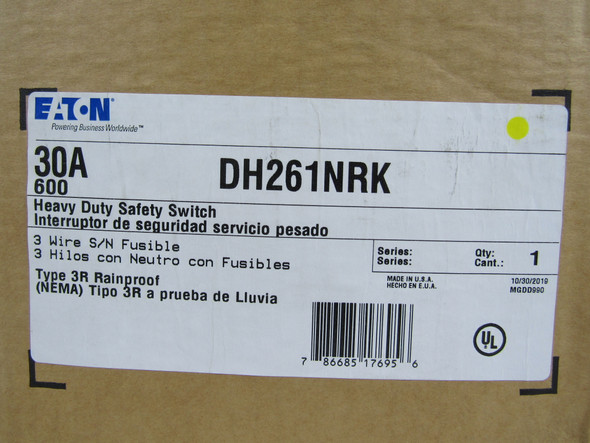 EATON
Powering Business Worldwide™
30A
600
DH261NRK
Heavy Duty Safety Switch
Interruptor de seguridad servicio pesado
3 Wire S/N Fusible
3 Hilos con Neutro con Fusibles
Series:
Series:
Qty:
Cant.:
1
Type 3R Rainproof
(NEMA) Tipo 3R a prueba de Lluvia
MADE IN U.S.A.
HECHO EN E.U.A.
10/30/2019
MGDD990
7 86685 17695 6
UL